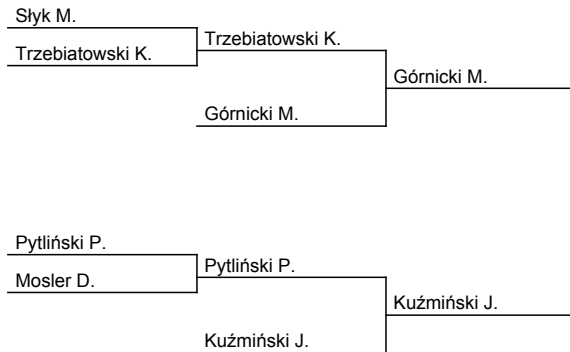 Słyk M.
Trzebiatowski K.
Trzebiatowski K.
Górnicki M.
Górnicki M.
Pytliński P.
Mosler D.
Pytliński P.
Kuźmiński J.
Kuźmiński J.